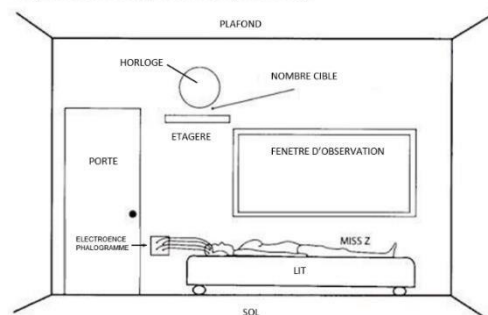 PLAFOND
HORLOGE
NOMBRE CIBLE
ETAGERE
PORTE
FENETRE D'OBSERVATION
ELECTROENCE
PHALOGRAMME
MISS Z
LIT
SOL